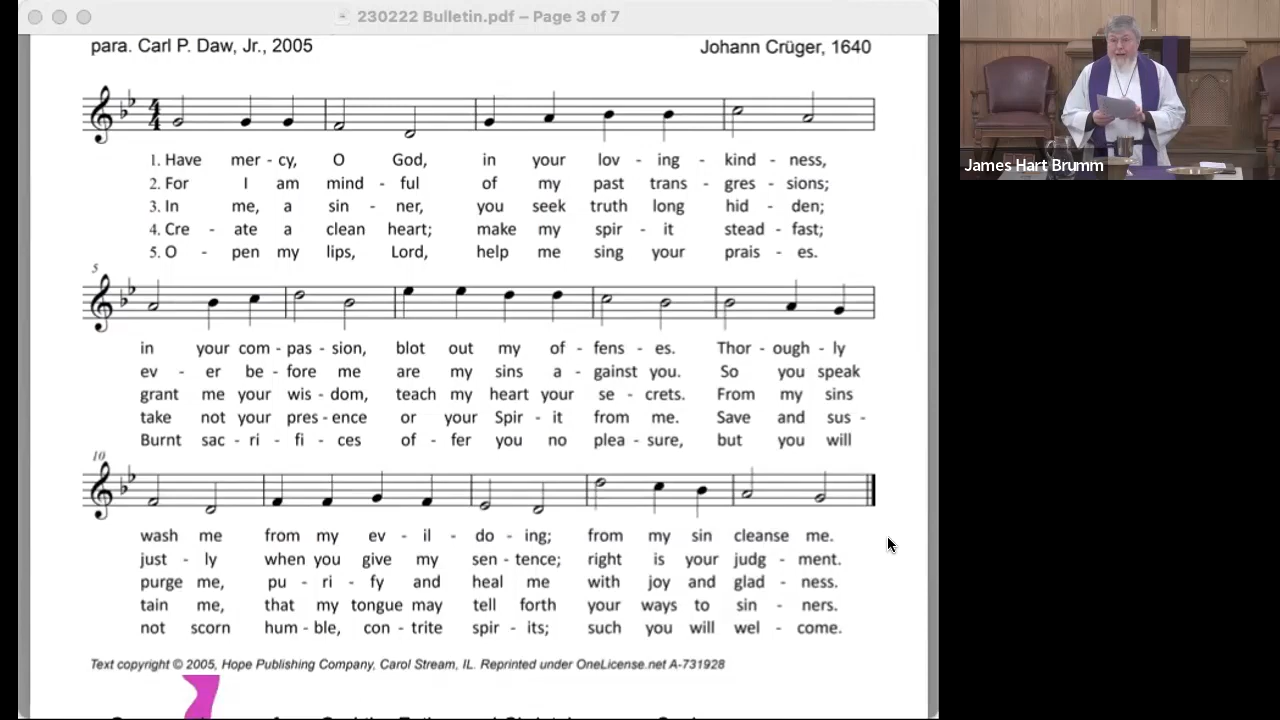 230222 Bulletin.pdf – Page 3 of 7
para. Carl P. Daw, Jr., 2005 Johann Crüger, 1640
4
4
1. Have mer - cy, O God, in your lov - ing - kind - ness,
2. For I am mind - ful of my past trans - gres - sions;
3. In me, a sin - ner, you seek truth long hid - den;
4. Cre - ate a clean heart; make my spir - it stead - fast;
5. O - pen my lips, Lord, help me sing your prais - es.
5
in your com - pas - sion, blot out my of - fens - es. Thor - ough - ly
ev - er be - fore me are my sins a - gainst you. So you speak
grant me your wis - dom, teach my heart your se - crets. From my sins
take not your pres - ence or your Spir - it from me. Save and sus -
Burnt sac - ri - fi - ces of - fer you no plea - sure, but you will
10
wash me from my ev - il - do - ing; from my sin cleanse me.
just - ly when you give my sen - tence; right is your judg - ment.
purge me, pu - ri - fy and heal me with joy and glad - ness.
tain me, that my tongue may tell forth your ways to sin - ners.
not scorn hum - ble, con - trite spir - its; such you will wel - come.
Text copyright © 2005, Hope Publishing Company, Carol Stream, IL. Reprinted under OneLicense.net A-731928
James Hart Brumm